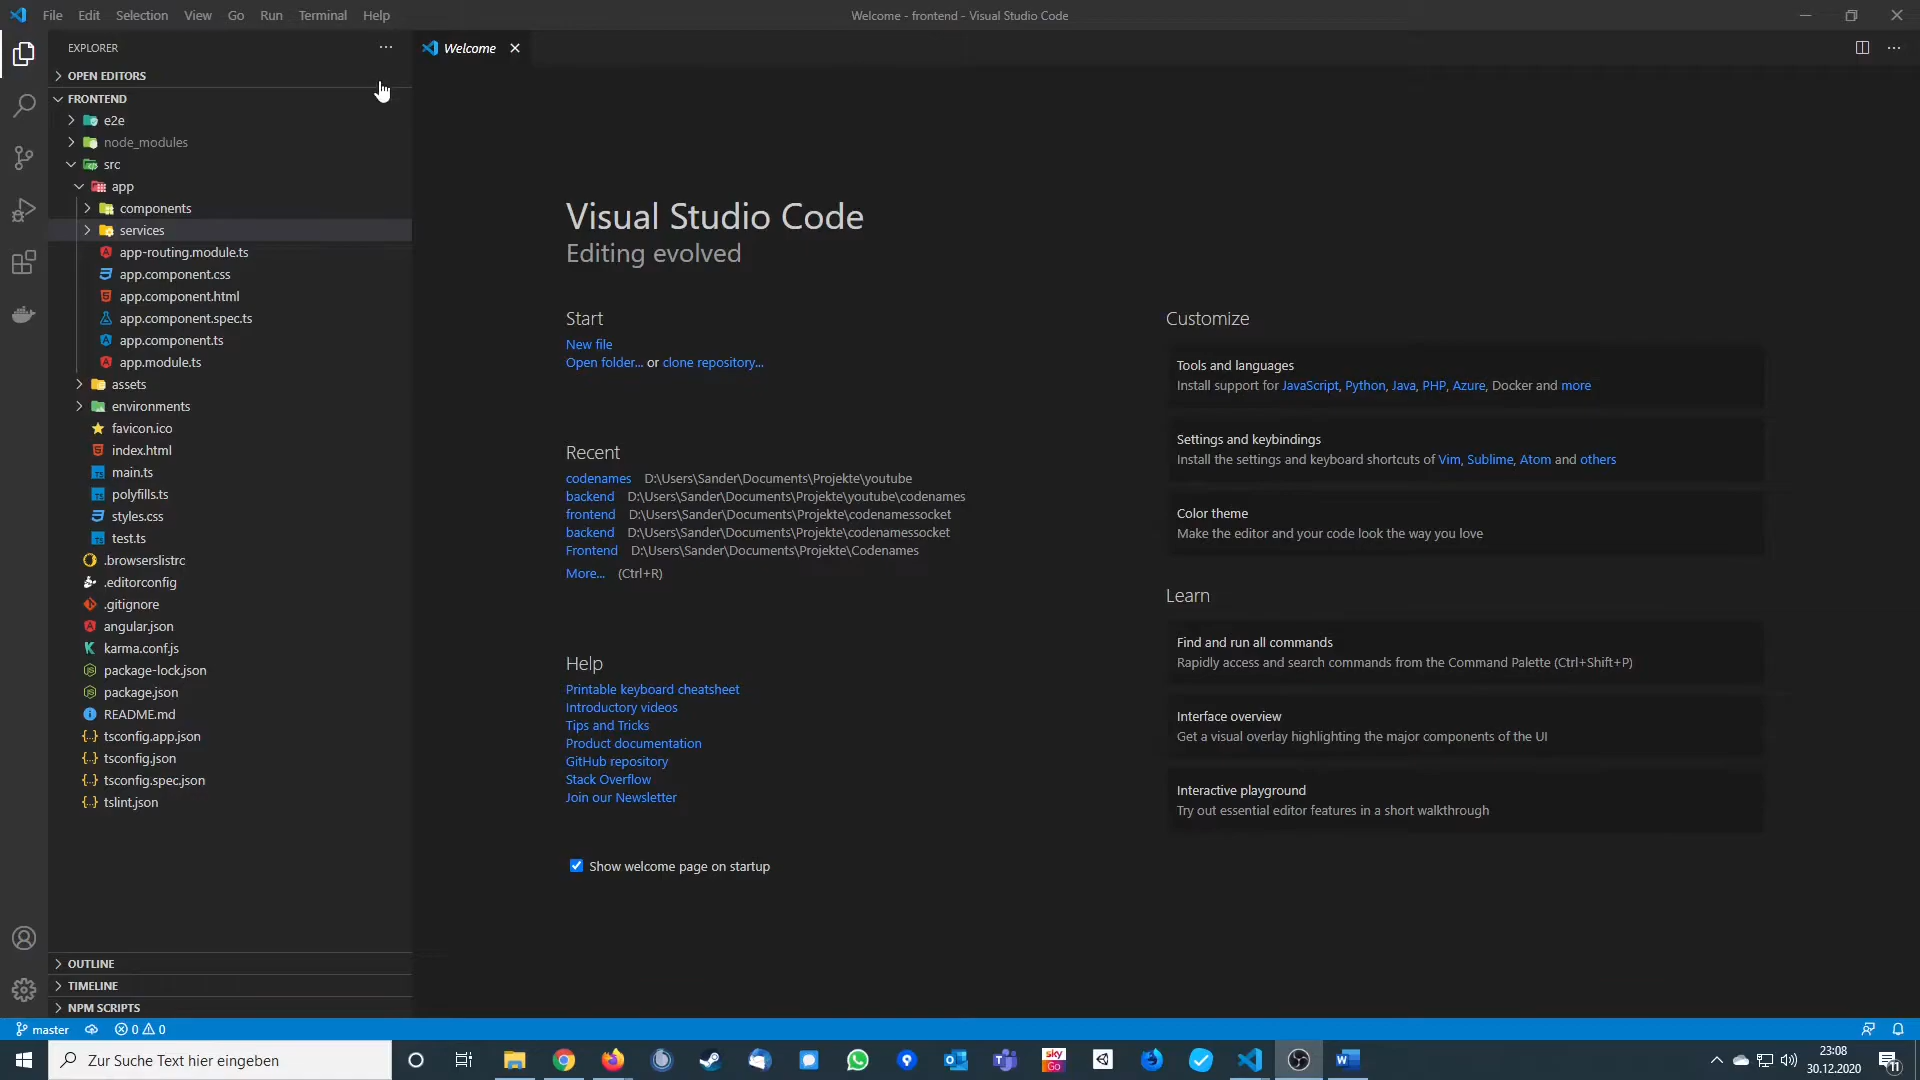 File Edit Selection View Go Run Terminal Help
Welcome - frontend - Visual Studio Code
EXPLORER
OPEN EDITORS
FRONTEND
e2e
node_modules
src
app
components
services
app-routing.module.ts
app.component.css
app.component.html
app.component.spec.ts
app.component.ts
app.module.ts
assets
environments
favicon.ico
index.html
main.ts
polyfills.ts
styles.css
test.ts
.browserslistrc
.editorconfig
.gitignore
angular.json
karma.conf.js
package-lock.json
package.json
README.md
tsconfig.app.json
tsconfig.json
tsconfig.spec.json
tslint.json
OUTLINE
TIMELINE
NPM SCRIPTS
Welcome
Visual Studio Code
Editing evolved
Start
New file
Open folder... or clone repository...
Recent
codenames D:\Users\Sander\Documents\Projekte\youtube
backend D:\Users\Sander\Documents\Projekte\youtube\codenames
frontend D:\Users\Sander\Documents\Projekte\codenamessocket
backend D:\Users\Sander\Documents\Projekte\codenamessocket
Frontend D:\Users\Sander\Documents\Projekte\Codenames
More... (Ctrl+R)
Help
Printable keyboard cheatsheet
Introductory videos
Tips and Tricks
Product documentation
GitHub repository
Stack Overflow
Join our Newsletter
Show welcome page on startup
Customize
Tools and languages
Install support for JavaScript, Python, Java, PHP, Azure, Docker and more
Settings and keybindings
Install the settings and keyboard shortcuts of Vim, Sublime, Atom and others
Color theme
Make the editor and your code look the way you love
Learn
Find and run all commands
Rapidly access and search commands from the Command Palette (Ctrl+Shift+P)
Interface overview
Get a visual overlay highlighting the major components of the UI
Interactive playground
Try out essential editor features in a short walkthrough
master 0 0
Zur Suche Text hier eingeben
sky
Go
23:08
30.12.2020
11